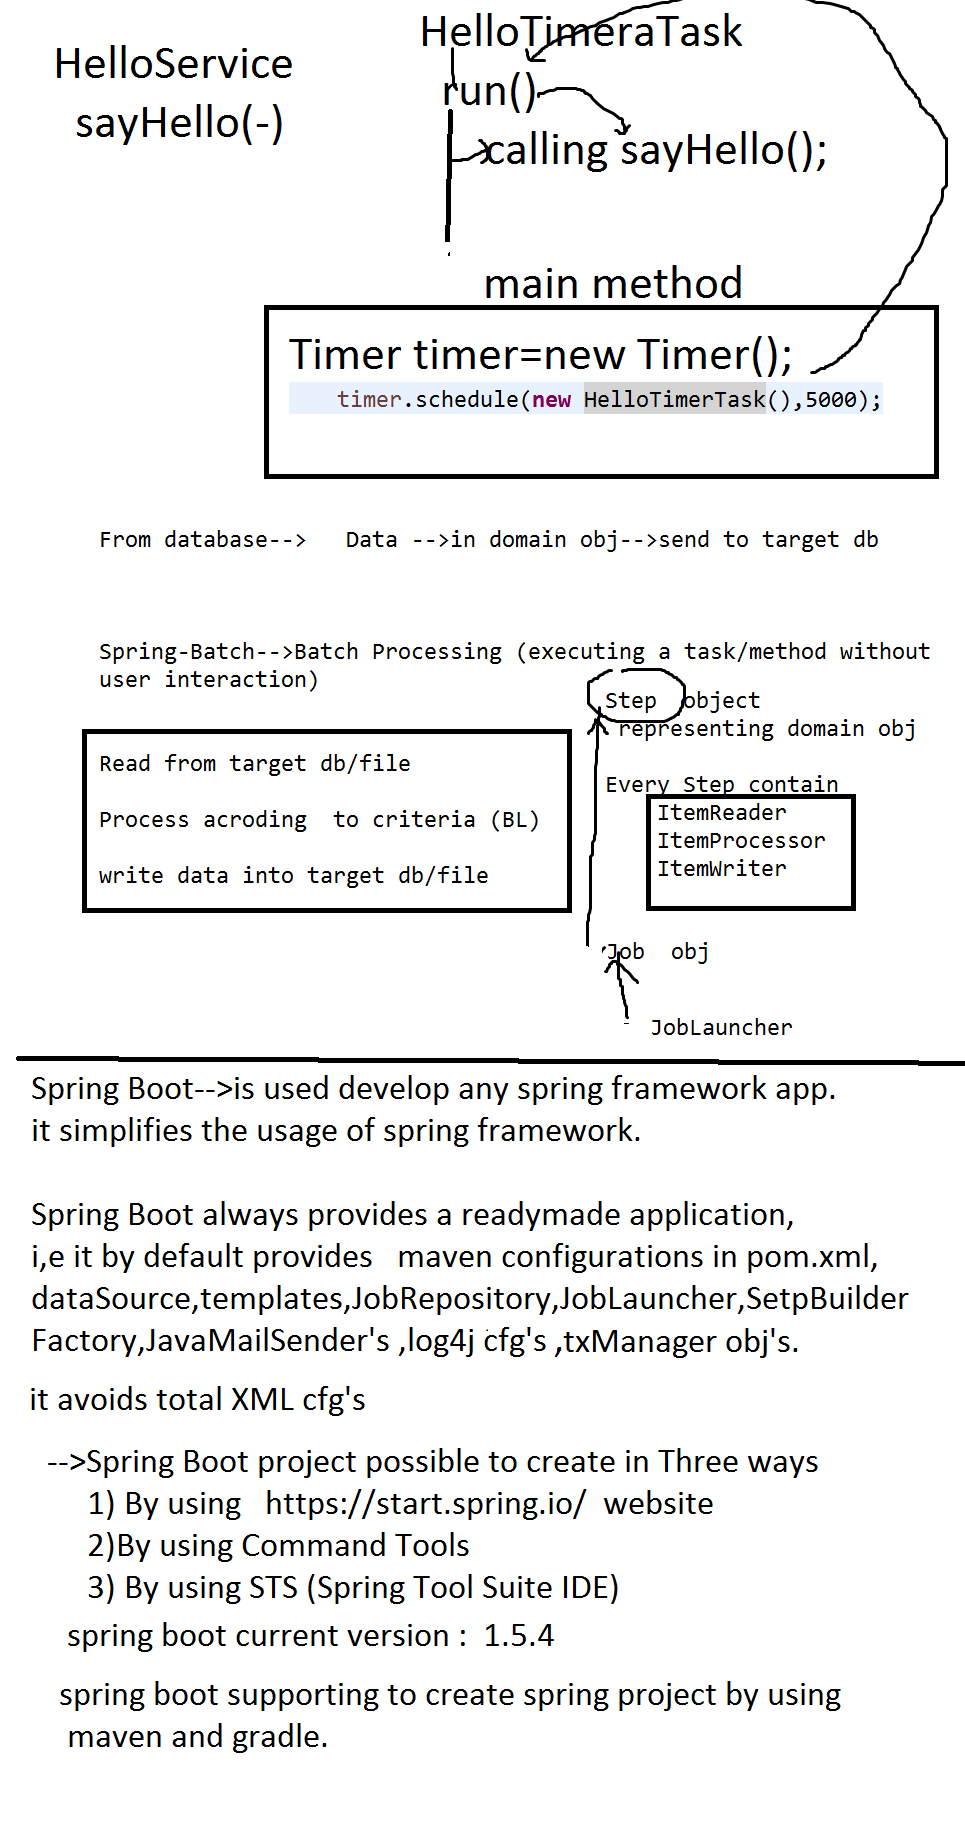 HelloTimeraTask
HelloService
run()
sayHello(-)
calling sayHello();
main method
Timer timer=new Timer();
timer.schedule(new HelloTimerTask(),5000);
From database--> Data -->in domain obj-->send to target db
Spring-Batch-->Batch Processing (executing a task/method without
user interaction)
Step object
representing domain obj
Read from target db/file
Every Step contain
ItemReader
Process acroding to criteria (BL)
ItemProcessor
ItemWriter
write data into target db/file
Job obj
JobLauncher
Spring Boot-->is used develop any spring framework app.
it simplifies the usage of spring framework.
Spring Boot always provides a readymade application,
i,e it by default provides maven configurations in pom.xml,
dataSource,templates,JobRepository,JobLauncher,SetpBuilder
Factory,JavaMailSender's ,log4j cfg's ,txManager obj's.
it avoids total XML cfg's
-->Spring Boot project possible to create in Three ways
1) By using https://start.spring.io/ website
2)By using Command Tools
3) By using STS (Spring Tool Suite IDE)
spring boot current version : 1.5.4
spring boot supporting to create spring project by using
maven and gradle.